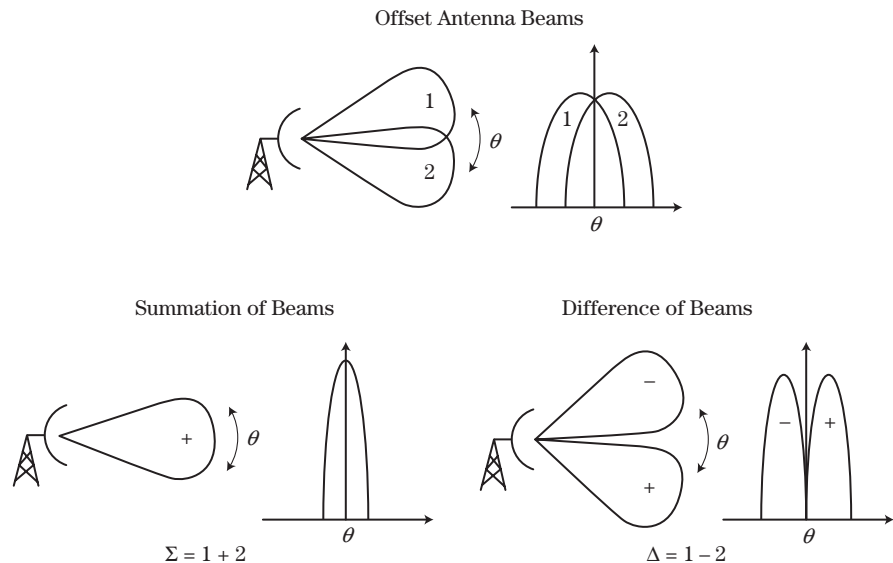 Offset Antenna Beams
1
2
θ
1
2
θ
Summation of Beams
Difference of Beams
+
θ
θ
−
+
θ
−
+
θ
Σ = 1 + 2
Δ = 1 – 2